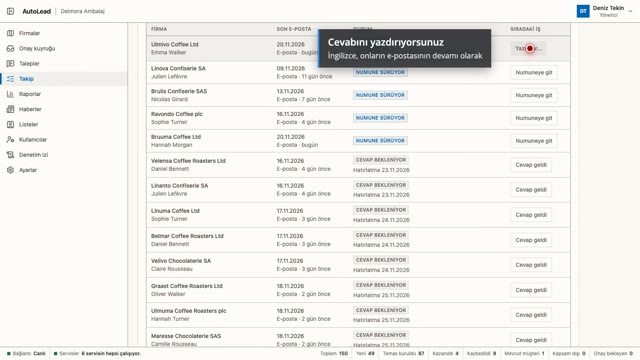 AutoLead
Delmora Ambalaj
DT
Deniz Tekin
Yönetici
Firmalar
Onay kuyruğu
Talepler
Takip
Raporlar
Haberler
Listeler
Kullanıcılar
Denetim izi
Ayarlar
FİRMA
SON E-POSTA
SIRADAKİ İŞ
Cevabını yazdırıyorsunuz
İngilizce, onların e-postasının devamı olarak
Ulmivo Coffee Ltd
20.11.2026
Emma Walker
E-posta · bugün
Linova Confiserie SA
09.11.2026
NUMUNE SÜRÜYOR
Numuneye git
Julien Lefèvre
E-posta · 11 gün önce
Brulis Confiserie SAS
13.11.2026
NUMUNE SÜRÜYOR
Numuneye git
Nicolas Girard
E-posta · 7 gün önce
Ravondo Coffee plc
16.11.2026
NUMUNE SÜRÜYOR
Numuneye git
Sophie Turner
E-posta · 4 gün önce
Bruuma Coffee Ltd
20.11.2026
NUMUNE SÜRÜYOR
Numuneye git
Hannah Morgan
E-posta · bugün
Velensa Coffee Roasters Ltd
16.11.2026
CEVAP BEKLENİYOR
Cevap geldi
Daniel Bennett
E-posta · 4 gün önce
Hatırlatma 23.11.2026
Linanto Confiserie SA
16.11.2026
CEVAP BEKLENİYOR
Cevap geldi
Julien Lefèvre
E-posta · 4 gün önce
Hatırlatma 23.11.2026
Linuma Coffee Ltd
17.11.2026
CEVAP BEKLENİYOR
Cevap geldi
Sophie Turner
E-posta · 3 gün önce
Hatırlatma 24.11.2026
Belmar Coffee Roasters Ltd
17.11.2026
CEVAP BEKLENİYOR
Cevap geldi
Daniel Bennett
E-posta · 3 gün önce
Hatırlatma 24.11.2026
Velivo Chocolaterie SA
17.11.2026
CEVAP BEKLENİYOR
Cevap geldi
Claire Rousseau
E-posta · 3 gün önce
Hatırlatma 24.11.2026
Graast Coffee Roasters Ltd
18.11.2026
CEVAP BEKLENİYOR
Cevap geldi
Oliver Walker
E-posta · 2 gün önce
Hatırlatma 25.11.2026
Ulmuma Coffee Roasters plc
18.11.2026
CEVAP BEKLENİYOR
Cevap geldi
Hannah Turner
E-posta · 2 gün önce
Hatırlatma 25.11.2026
Maresse Chocolaterie SAS
18.11.2026
CEVAP BEKLENİYOR
Cevap geldi
Camille Rousseau
Bağlantı Canlı
Servisler 6 servisin hepsi çalışıyor.
Toplam 150
Yeni 49
Temas kuruldu 87
Kazanıldı 4
Kaybedildi 9
Mevcut müşteri 1
Kapsam dışı 0
Onay bekleyen 0